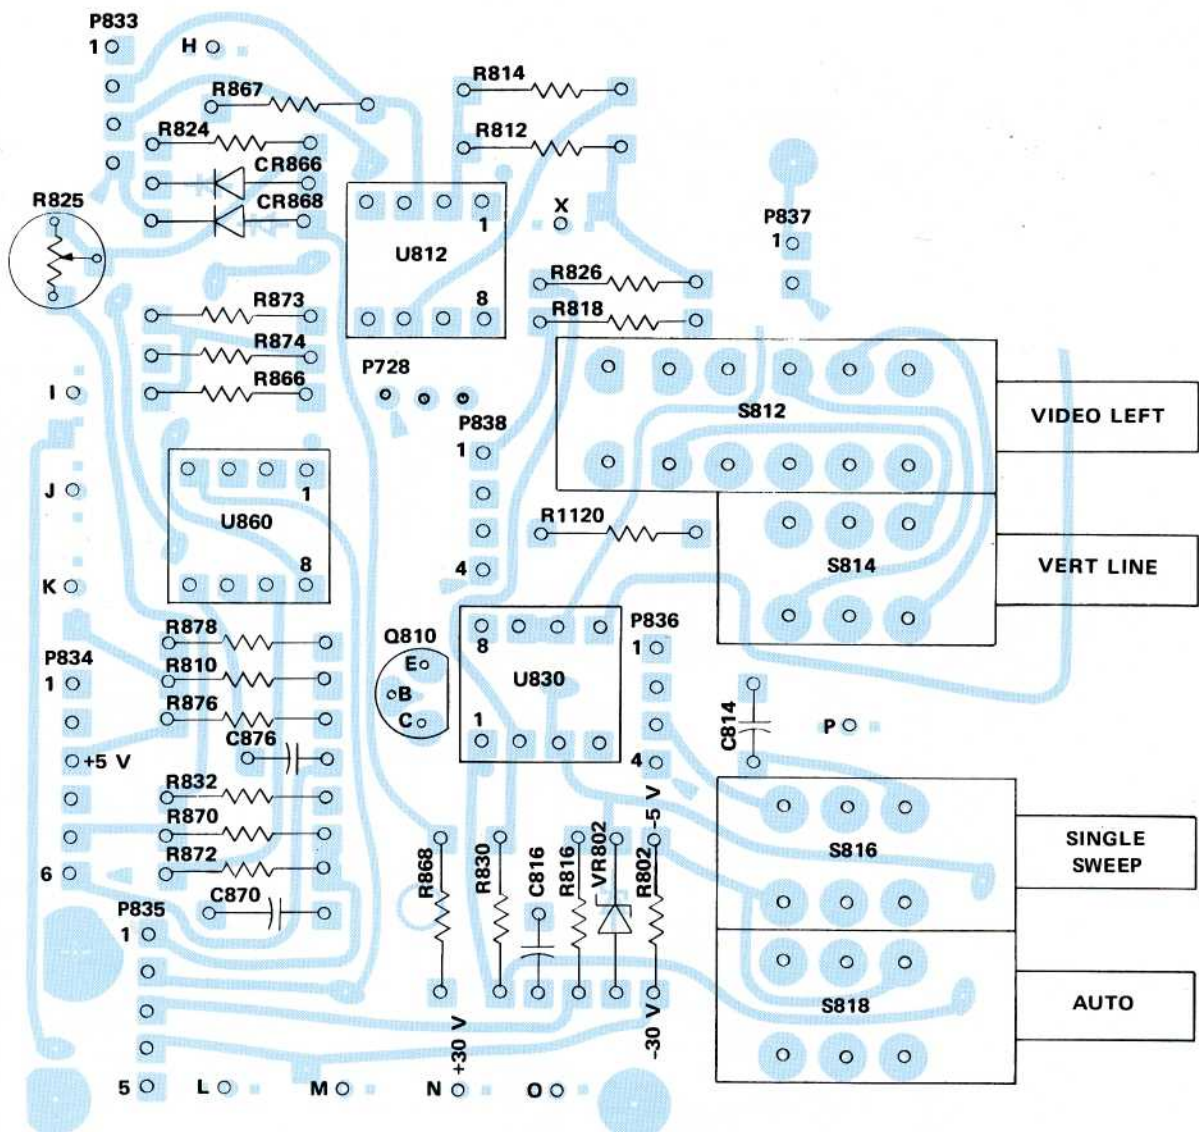 P833
1
H
R867
R814
R824
R812
CR866
CR868
R825
X
P837
1
U812
1
8
R826
R818
R873
R874
R866
P728
I
P838
1
4
S812
VIDEO LEFT
J
U860
1
8
R1120
S814
VERT LINE
K
R878
R810
R876
C876
P834
1
+5 V
6
Q810
E
B
C
U830
8
1
P836
1
4
C814
P
R832
R870
R872
C870
P835
1
5
R868
R830
C816
R816
VR802
R802
-5 V
S816
SINGLE
SWEEP
S818
AUTO
+30 V
-30 V
L
M
N
O